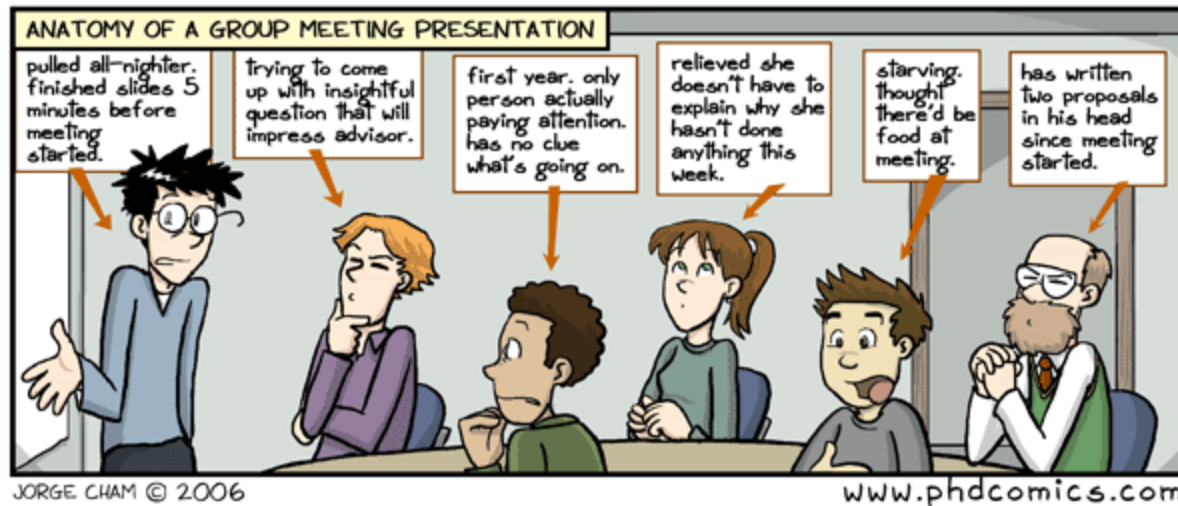 ANATOMY OF A GROUP MEETING PRESENTATION
pulled all-nighter.
finished slides 5
minutes before
meeting
started.
trying to come
up with insightful
question that will
impress advisor.
first year. only
person actually
paying attention.
has no clue
what's going on.
relieved she
doesn't have to
explain why she
hasn't done
anything this
week.
starving.
thought
there'd be
food at
meeting.
has written
two proposals
in his head
since meeting
started.
JORGE CHAM © 2006
www.phdcomics.com